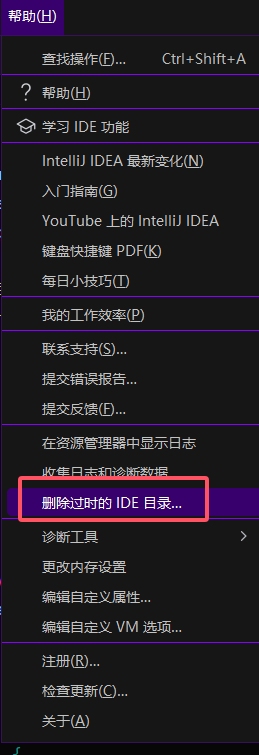 帮助(H)
查找操作(F)... Ctrl+Shift+A
帮助(H)
学习 IDE 功能
IntelliJ IDEA 最新变化(N)
入门指南(G)
YouTube 上的 IntelliJ IDEA
键盘快捷键 PDF(K)
每日小技巧(T)
我的工作效率(P)
联系支持(S)...
提交错误报告...
提交反馈(F)...
在资源管理器中显示日志
收集日志和诊断数据
删除过时的 IDE 目录...
诊断工具
更改内存设置
编辑自定义属性...
编辑自定义 VM 选项...
注册(R)...
检查更新(C)...
关于(A)